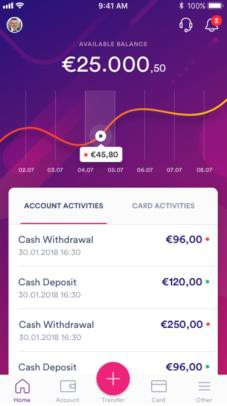 9:41 AM
100%
2
AVAILABLE BALANCE
€25.000,50
• €45,80
02.07 03.07 04.07 05.07 06.07 07.07 08.07
ACCOUNT ACTIVITIES CARD ACTIVITIES
Cash Withdrawal €96,00
30.01.2018 16:30
Cash Deposit €120,00
30.01.2018 16:30
Cash Withdrawal €250,00
30.01.2018 16:30
Cash Deposit €96,00
Home Account Transfer Card Other